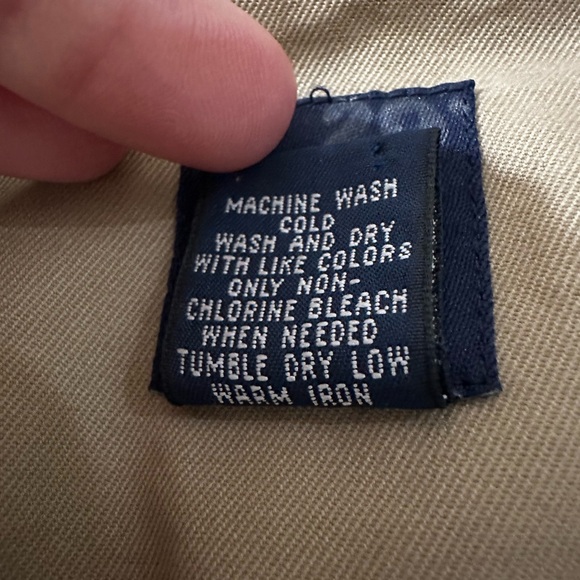 MACHINE WASH
COLD
WASH AND DRY
WITH LIKE COLORS
ONLY NON-
CHLORINE BLEACH
WHEN NEEDED
TUMBLE DRY LOW
WARM IRON